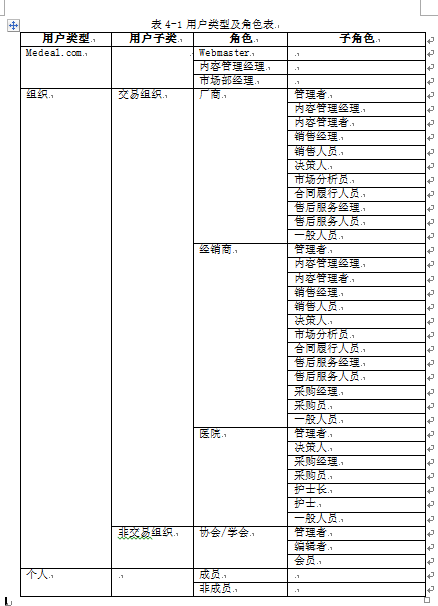 表 4-1 用户类型及角色表
用户类型 用户子类 角色 子角色
Medeal.com Webmaster
内容管理经理
市场部经理
组织 交易组织 厂商 管理者
内容管理经理
内容管理者
销售经理
销售人员
决策人
市场分析员
合同履行人员
售后服务经理
售后服务人员
一般人员
经销商 管理者
内容管理经理
内容管理者
销售经理
销售人员
决策人
市场分析员
合同履行人员
售后服务经理
售后服务人员
采购经理
采购员
一般人员
医院 管理者
决策人
采购经理
采购员
护士长
护士
一般人员
非交易组织 协会/学会 管理者
编辑者
会员
个人 成员
非成员